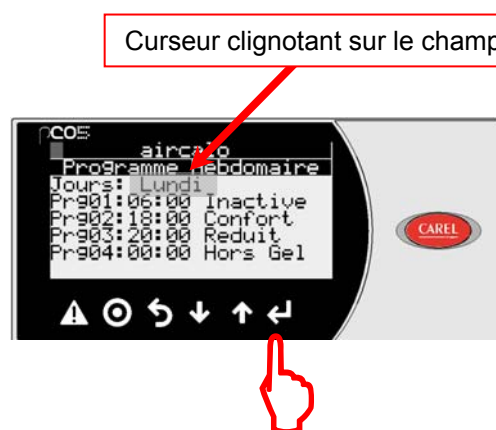 Curseur clignotant sur le champ
pCO5
aircalo
Programme Hebdomaire
Jours: Lundi
Prg01:06:00 Inactive
Prg02:18:00 Confort
Prg03:20:00 Reduit
Prg04:00:00 Hors Gel
CAREL